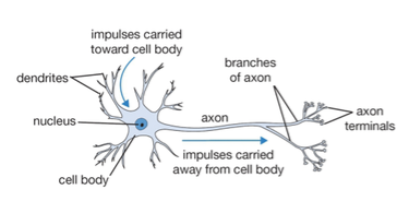 impulses carried
toward cell body
branches
of axon
dendrites
nucleus
axon
axon
terminals
impulses carried
away from cell body
cell body